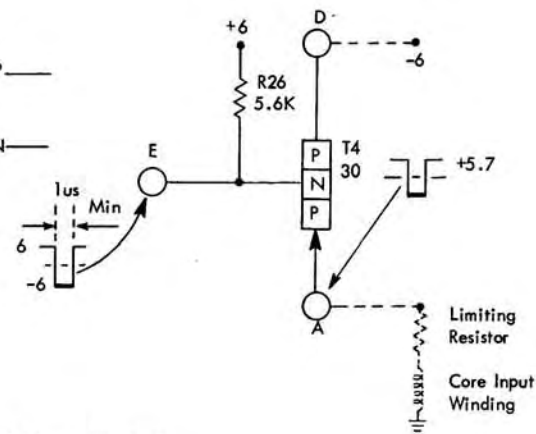 D
+6
-6
R26
5.6K
T4
30
P
N
P
E
+5.7
1us
Min
6
-6
A
Limiting
Resistor
Core Input
Winding
N